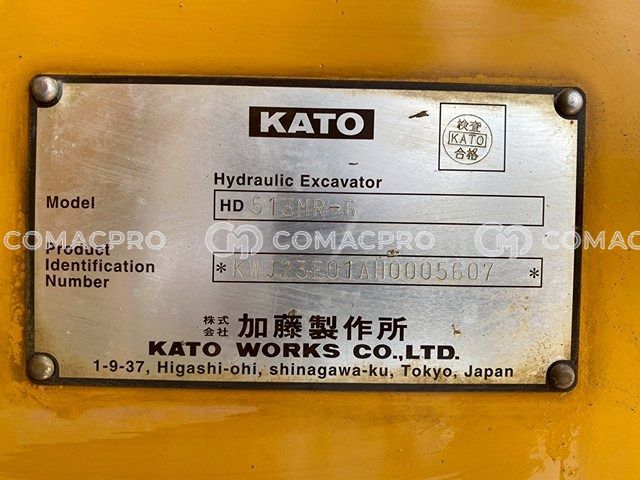 KATO
検査
KATO
合格
Hydraulic Excavator
Model HD 513MR-6
Product
Identification
Number
*KWJ23E01AH0005607*
COMACPRO COMACPRO COMACPRO
株式会社 加藤製作所
KATO WORKS CO.,LTD.
1-9-37, Higashi-ohi, shinagawa-ku, Tokyo, Japan